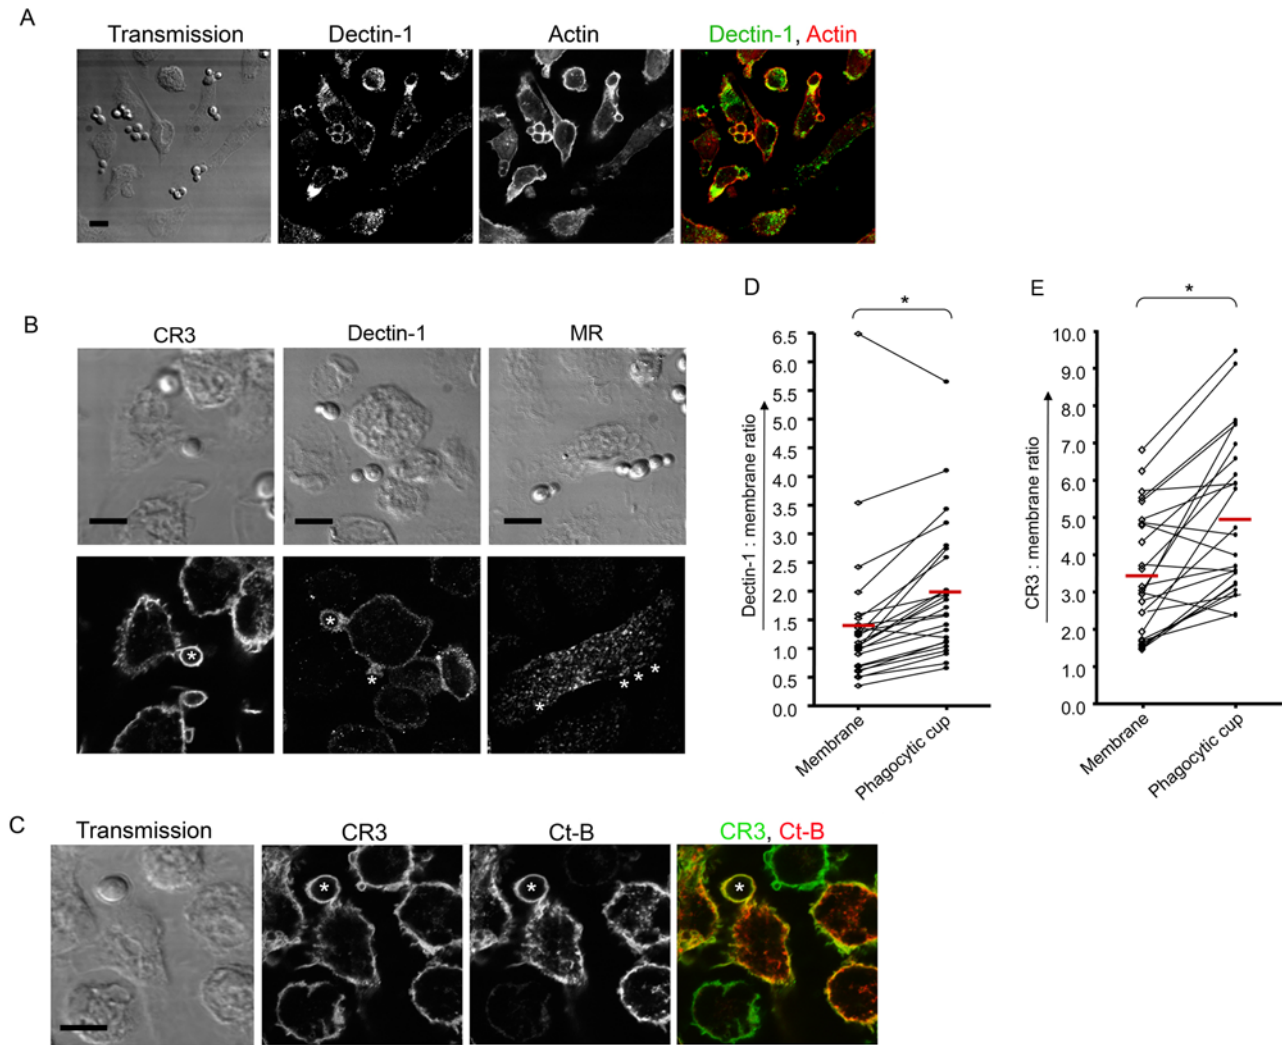 A
Transmission
Dectin-1
Actin
Dectin-1, Actin
B
CR3
Dectin-1
MR
*
*
*
*
*
*
*
D
*
6.5
6.0
5.5
5.0
4.5
4.0
3.5
3.0
2.5
2.0
1.5
1.0
0.5
0.0
Dectin-1 : membrane ratio
Membrane
Phagocytic cup
E
*
10.0
9.0
8.0
7.0
6.0
5.0
4.0
3.0
2.0
1.0
0.0
CR3 : membrane ratio
Membrane
Phagocytic cup
C
Transmission
CR3
Ct-B
CR3, Ct-B
*
*
*